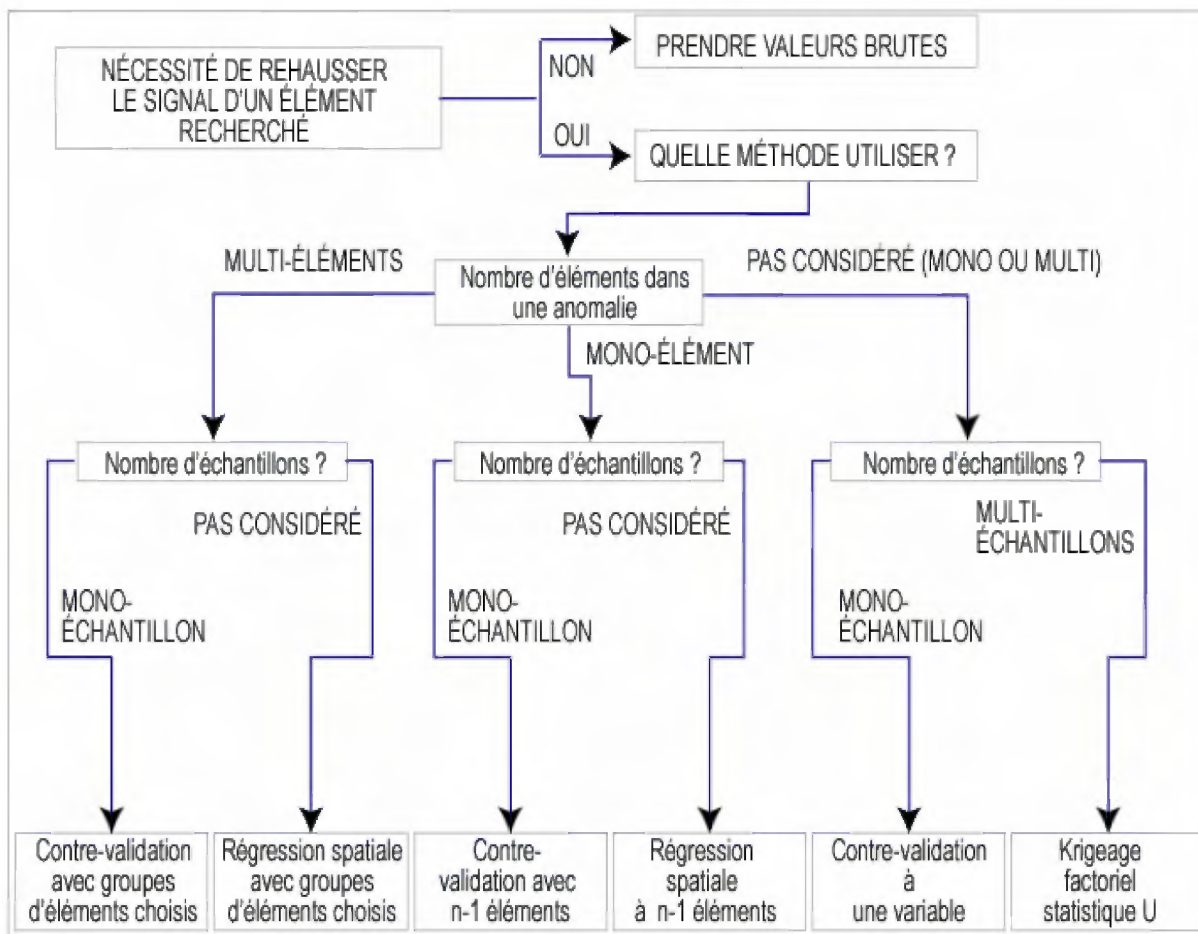 NÉCESSITÉ DE REHAUSSER
LE SIGNAL D'UN ÉLÉMENT
RECHERCHÉ
NON
PRENDRE VALEURS BRUTES
OUI
QUELLE MÉTHODE UTILISER ?
MULTI-ÉLÉMENTS
Nombre d'éléments dans
une anomalie
PAS CONSIDÉRÉ (MONO OU MULTI)
MONO-ÉLÉMENT
Nombre d'échantillons ?
Nombre d'échantillons ?
Nombre d'échantillons ?
PAS CONSIDÉRÉ
PAS CONSIDÉRÉ
MULTI-
ÉCHANTILLONS
MONO-
ÉCHANTILLON
MONO-
ÉCHANTILLON
MONO-
ÉCHANTILLON
Contre-validation
avec groupes
d'éléments choisis
Régression spatiale
avec groupes
d'éléments choisis
Contre-
validation avec
n-1 éléments
Régression
spatiale
à n-1 éléments
Contre-validation
à
une variable
Krigeage
factoriel
statistique U